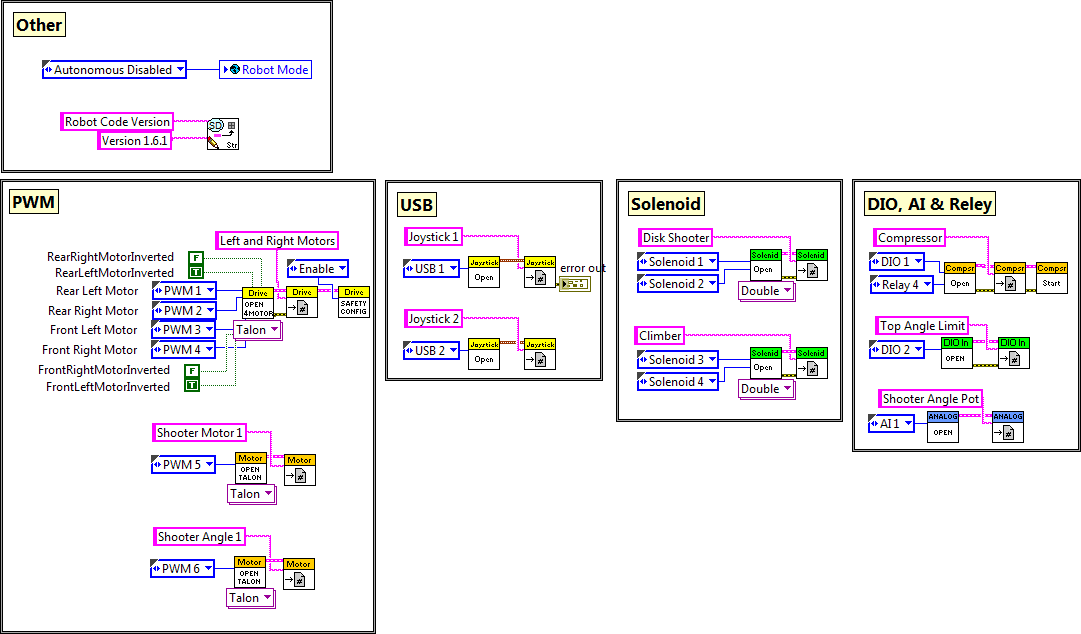 Other
Autonomous Disabled
Robot Mode
Robot Code Version
SD
Version 1.6.1
Str
PWM
Left and Right Motors
RearRightMotorInverted
F
RearLeftMotorInverted
T
Enable
Rear Left Motor
PWM 1
Drive
Drive
Drive
Rear Right Motor
PWM 2
OPEN
4MOTOR
#
SAFETY
CONFIG
Front Left Motor
PWM 3
Talon
Front Right Motor
PWM 4
FrontRightMotorInverted
F
FrontLeftMotorInverted
T
Shooter Motor 1
PWM 5
Motor
OPEN
TALON
Motor
#
Talon
Shooter Angle 1
PWM 6
Motor
OPEN
TALON
Motor
#
Talon
USB
Joystick 1
USB 1
Joystick
Open
Joystick
#
error out
Joystick 2
USB 2
Joystick
Open
Joystick
#
Solenoid
Disk Shooter
Solenoid 1
Solenoid 2
Solenid
Open
Solenid
#
Double
Climber
Solenoid 3
Solenoid 4
Solenid
Open
Solenid
#
Double
DIO, AI & Reley
Compressor
DIO 1
Relay 4
Compsr
Open
Compsr
#
Compsr
Start
Top Angle Limit
DIO 2
DIO In
OPEN
DIO In
#
Shooter Angle Pot
AI 1
ANALOG
OPEN
ANALOG
#